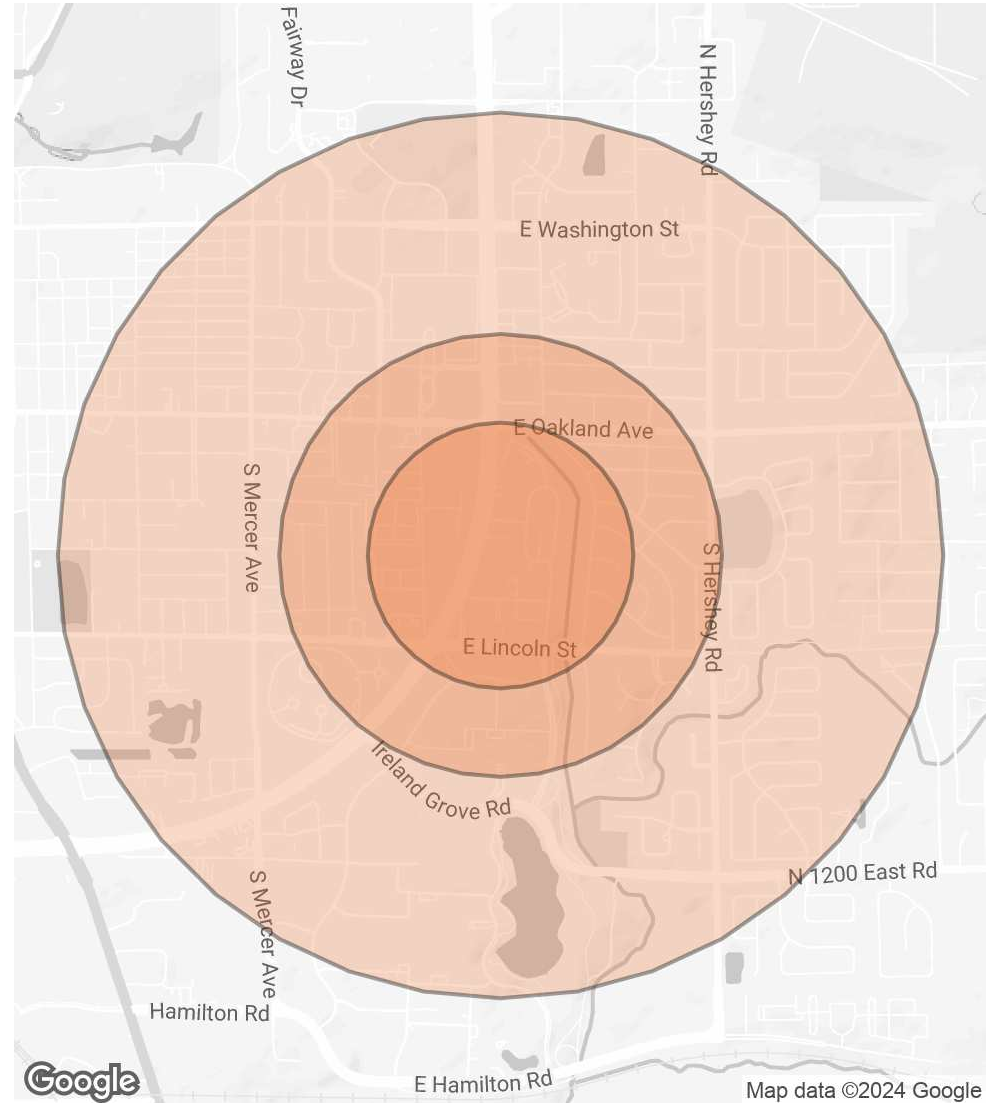 Fairway Dr
N Hershey Rd
E Washington St
E Oakland Ave
S Mercer Ave
S Hershey Rd
E Lincoln St
Ireland Grove Rd
N 1200 East Rd
S Mercer Ave
Hamilton Rd
E Hamilton Rd
Google
Map data ©2024 Google